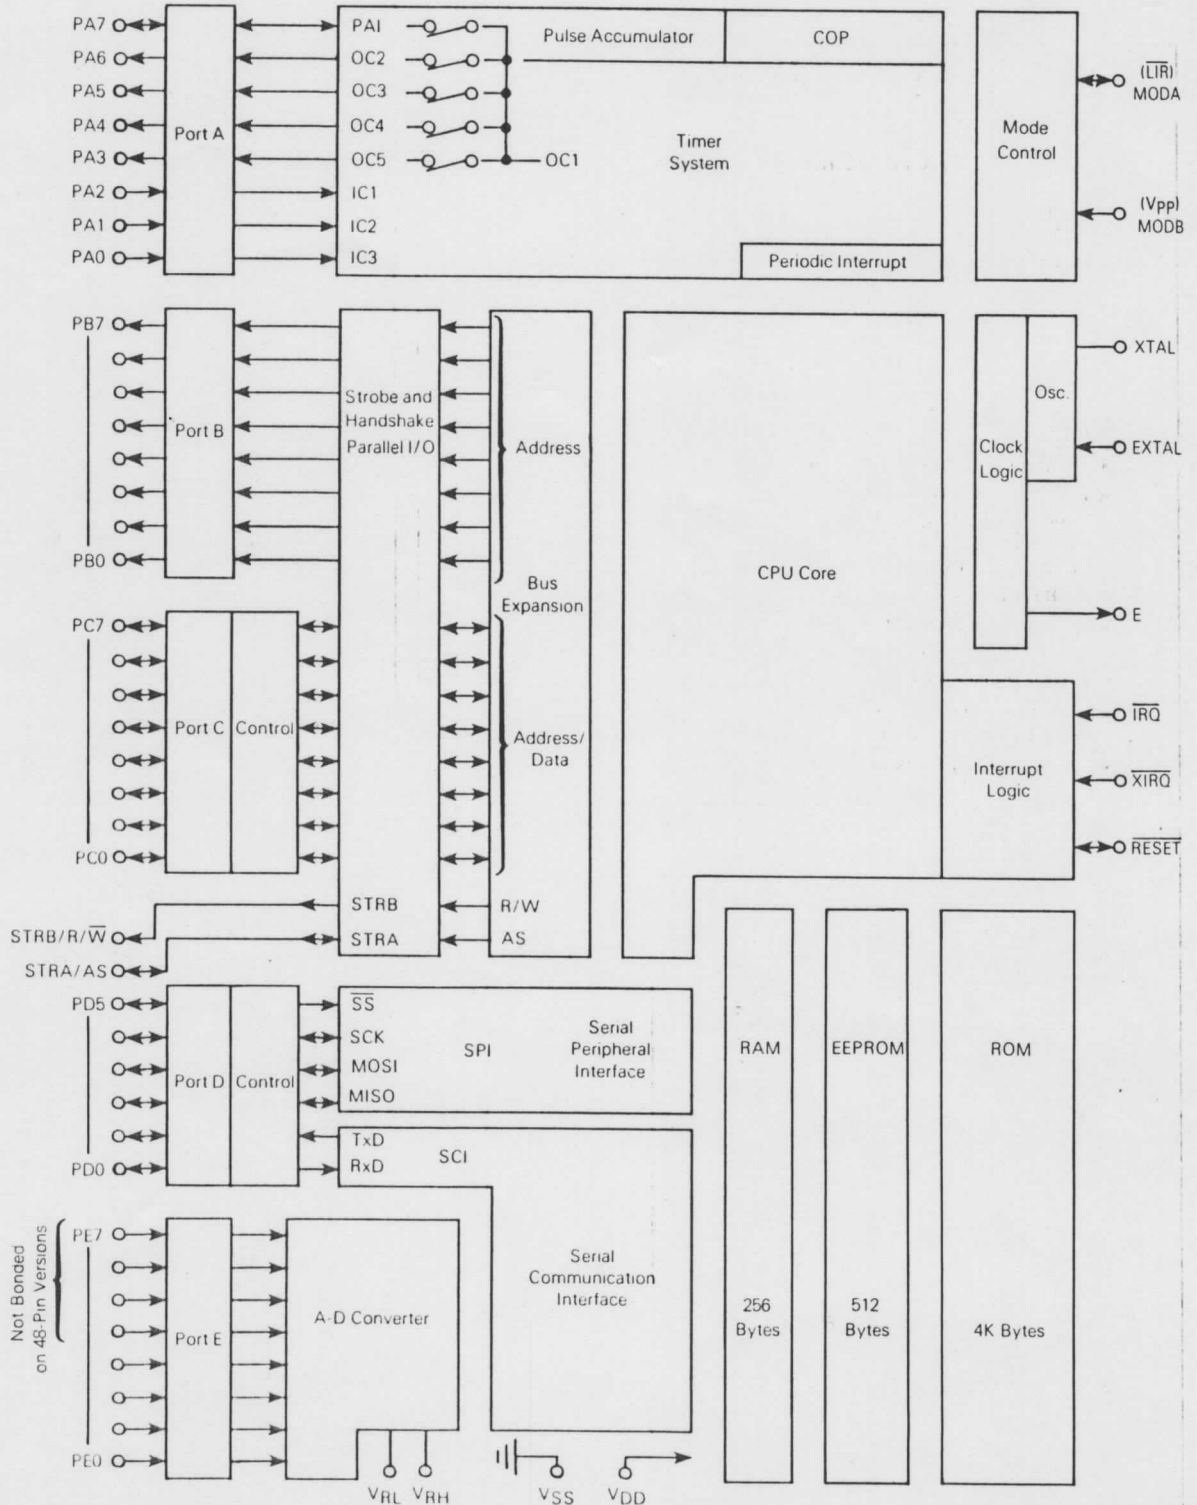 PA7
PA6
PA5
PA4
PA3
PA2
PA1
PA0
Port A
PAI
OC2
OC3
OC4
OC5
IC1
IC2
IC3
OC1
Pulse Accumulator
COP
Timer
System
Periodic Interrupt
Mode
Control
(LIR)
MODA
(Vpp)
MODB
PB7
PB0
Port B
Strobe and
Handshake
Parallel I/O
Address
Bus
Expansion
CPU Core
Clock
Logic
Osc.
XTAL
EXTAL
E
PC7
PC0
Port C
Control
Address/
Data
Interrupt
Logic
IRQ
XIRQ
RESET
STRB
STRA
R/W
AS
STRB/R/W
STRA/AS
PD5
PD0
Port D
Control
SS
SCK
MOSI
MISO
TxD
RxD
SPI
Serial
Peripheral
Interface
SCI
Serial
Communication
Interface
RAM
256
Bytes
EEPROM
512
Bytes
ROM
4K Bytes
Not Bonded
on 48-Pin Versions
PE7
PE0
Port E
A-D Converter
VRL
VRH
VSS
VDD